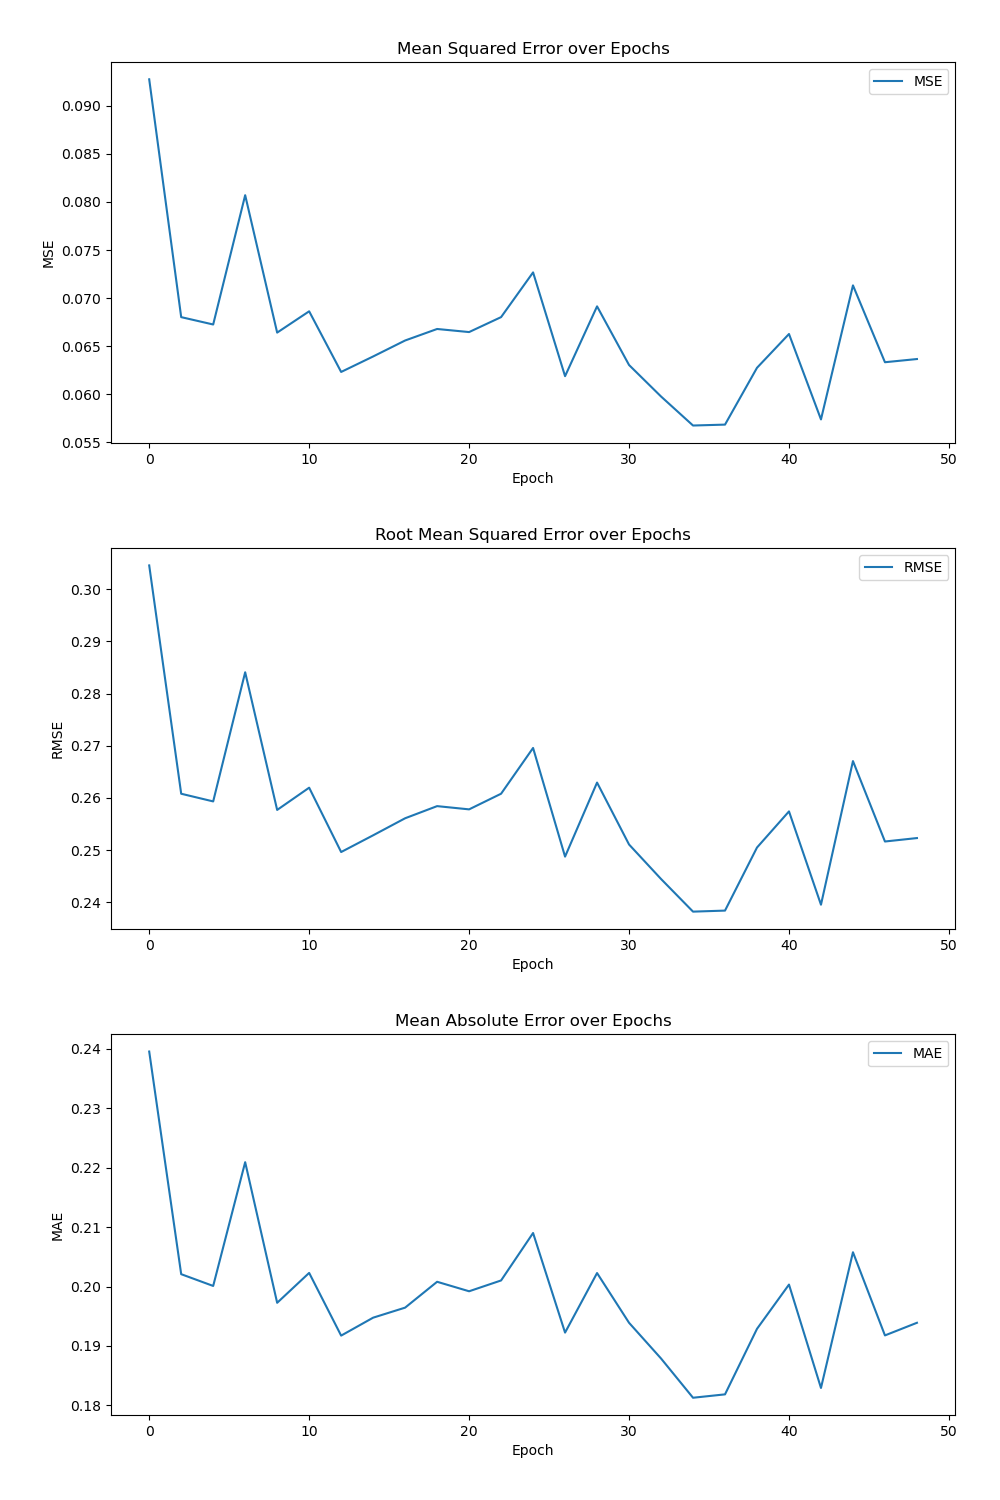 Mean Squared Error over Epochs
MSE
0.090
0.085
0.080
0.075
0.070
0.065
0.060
0.055
MSE
0 10 20 30 40 50
Epoch
Root Mean Squared Error over Epochs
RMSE
0.30
0.29
0.28
0.27
0.26
0.25
0.24
RMSE
0 10 20 30 40 50
Epoch
Mean Absolute Error over Epochs
MAE
0.24
0.23
0.22
0.21
0.20
0.19
0.18
MAE
0 10 20 30 40 50
Epoch